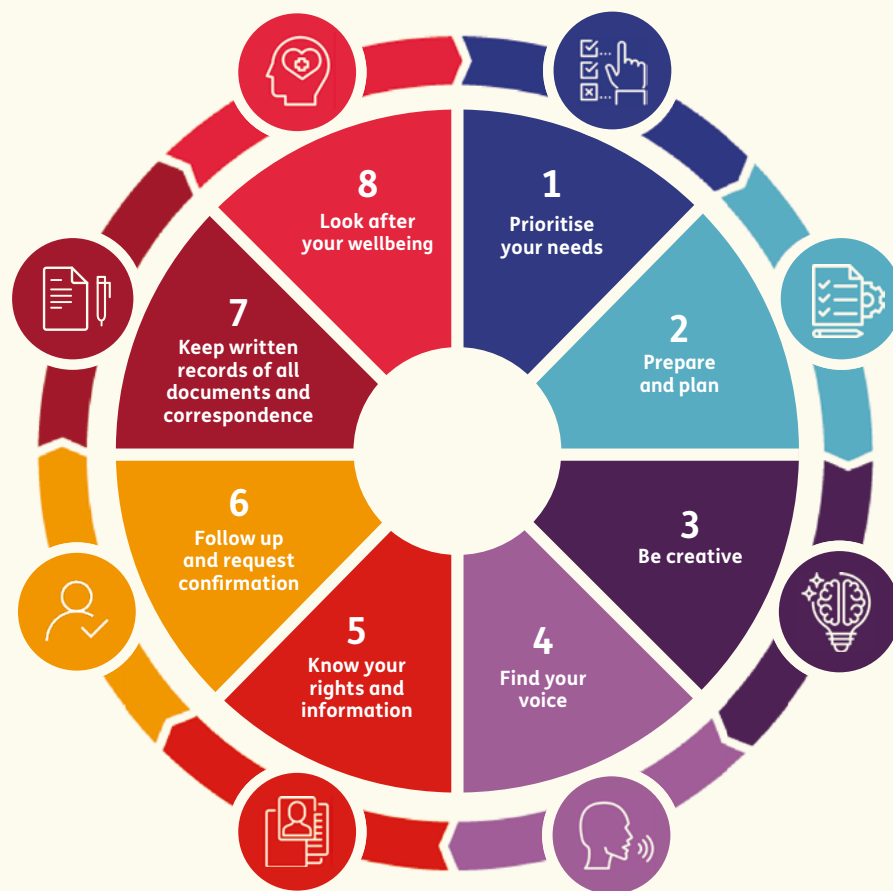 1
Prioritise
your needs
2
Prepare
and plan
3
Be creative
4
Find your
voice
5
Know your
rights and
information
6
Follow up
and request
confirmation
7
Keep written
records of all
documents and
correspondence
8
Look after
your wellbeing